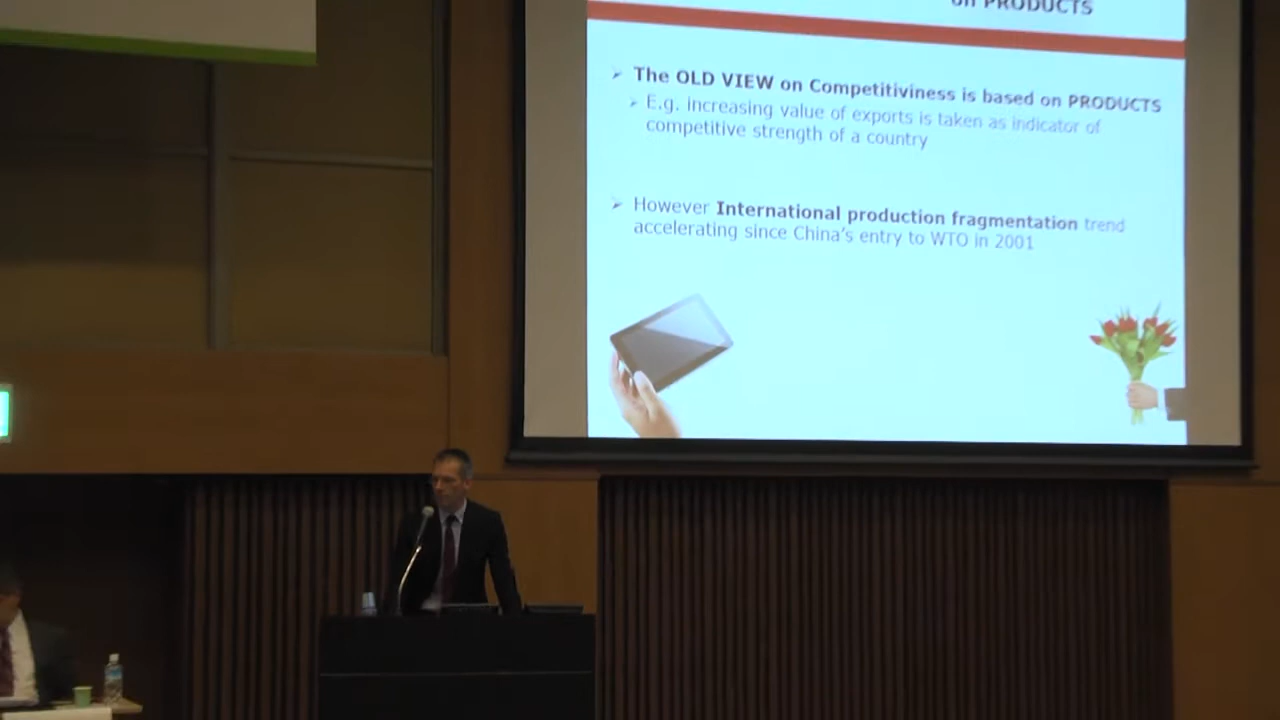 on PRODUCTS
➢ The OLD VIEW on Competitiviness is based on PRODUCTS
➢ E.g. increasing value of exports is taken as indicator of
competitive strength of a country
➢ However International production fragmentation trend
accelerating since China's entry to WTO in 2001